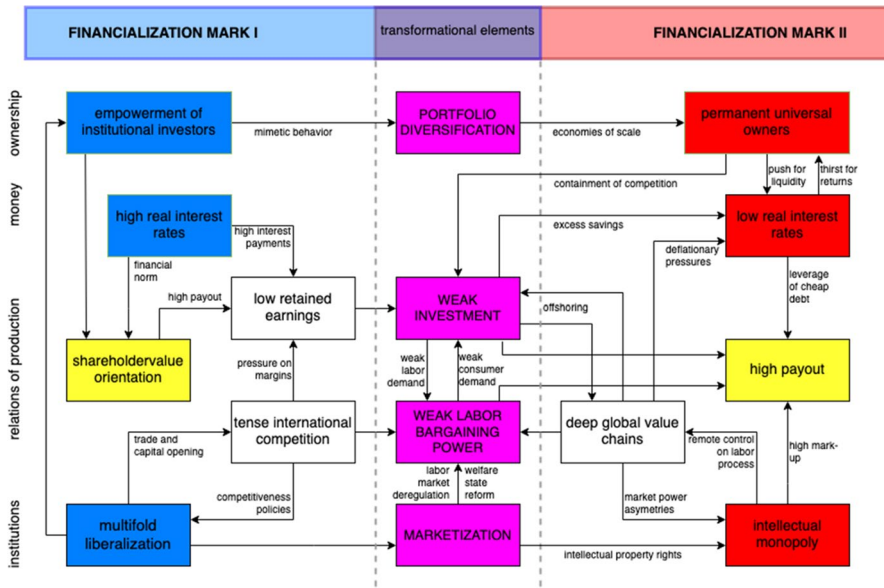 FINANCIALIZATION MARK I
transformational elements
FINANCIALIZATION MARK II
ownership
empowerment of
institutional investors
mimetic behavior
PORTFOLIO
DIVERSIFICATION
economies of scale
permanent universal
owners
containment of competition
push for
liquidity
thirst for
returns
money
high real interest
rates
high interest
payments
excess savings
low real interest
rates
financial
norm
deflationary
pressures
leverage
of cheap
debt
relations of production
high payout
low retained
earnings
WEAK
INVESTMENT
offshoring
shareholdervalue
orientation
pressure on
margins
weak
labor
demand
weak
consumer
demand
high payout
tense international
competition
WEAK LABOR
BARGAINING
POWER
deep global value
chains
trade and
capital opening
remote control
on labor
process
high mark-
up
competitiveness
policies
labor
market
deregulation
welfare
state
reform
market power
asymetries
institutions
multifold
liberalization
MARKETIZATION
intellectual property rights
intellectual
monopoly